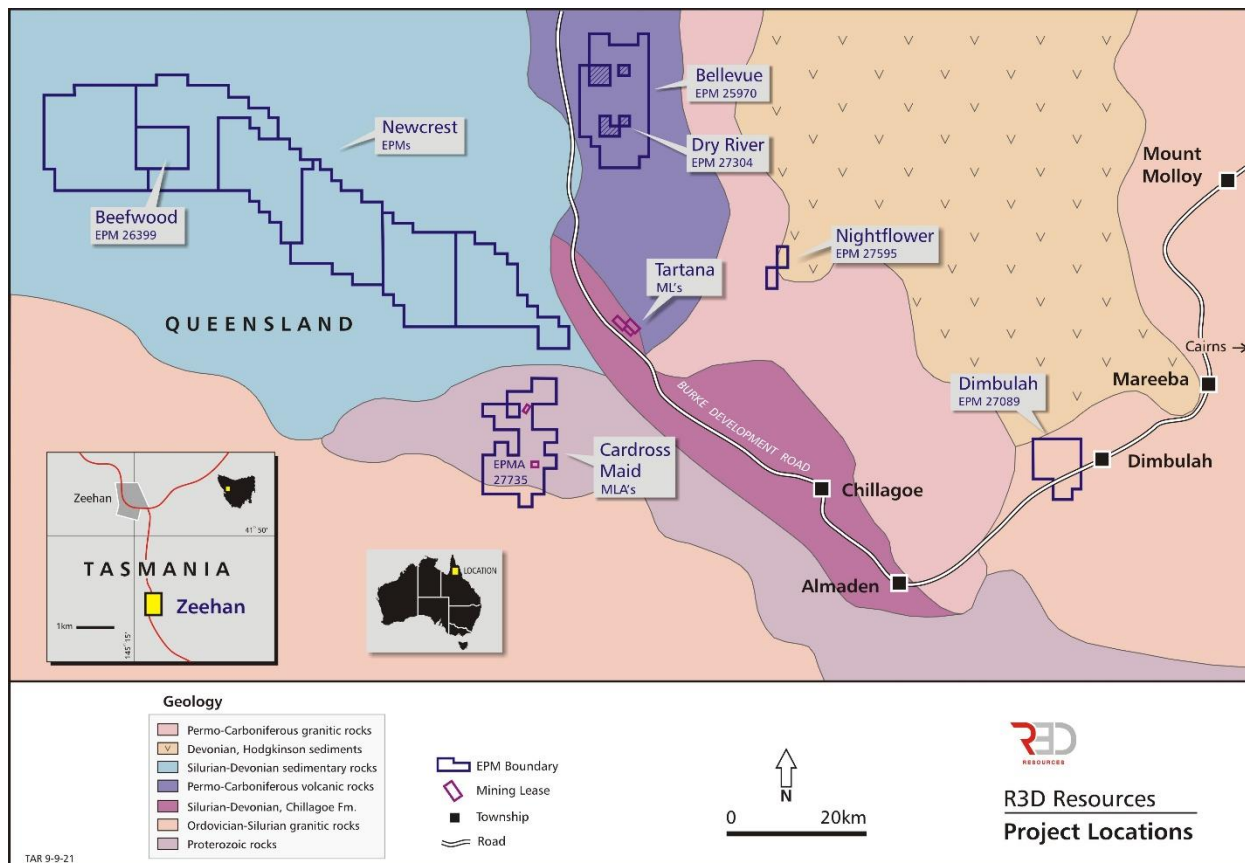 Bellevue
EPM 25970
Newcrest
EPMs
Dry River
EPM 27304
Mount
Molloy
Beefwood
EPM 26399
Nightflower
EPM 27595
Tartana
ML's
QUEENSLAND
Cairns →
Mareeba
Dimbulah
EPM 27089
BURKE DEVELOPMENT ROAD
Cardross
Maid
MLA's
EPMA
27735
Dimbulah
Chillagoe
Almaden
Zeehan
41° 50'
TASMANIA
Zeehan
1km
145° 15'
LOCATION
Geology
Permo-Carboniferous granitic rocks
Devonian, Hodgkinson sediments
Silurian-Devonian sedimentary rocks
Permo-Carboniferous volcanic rocks
Silurian-Devonian, Chillagoe Fm.
Ordovician-Silurian granitic rocks
Proterozoic rocks
EPM Boundary
Mining Lease
Township
Road
N
0 20km
R3D
RESOURCES
R3D Resources
Project Locations
TAR 9-9-21